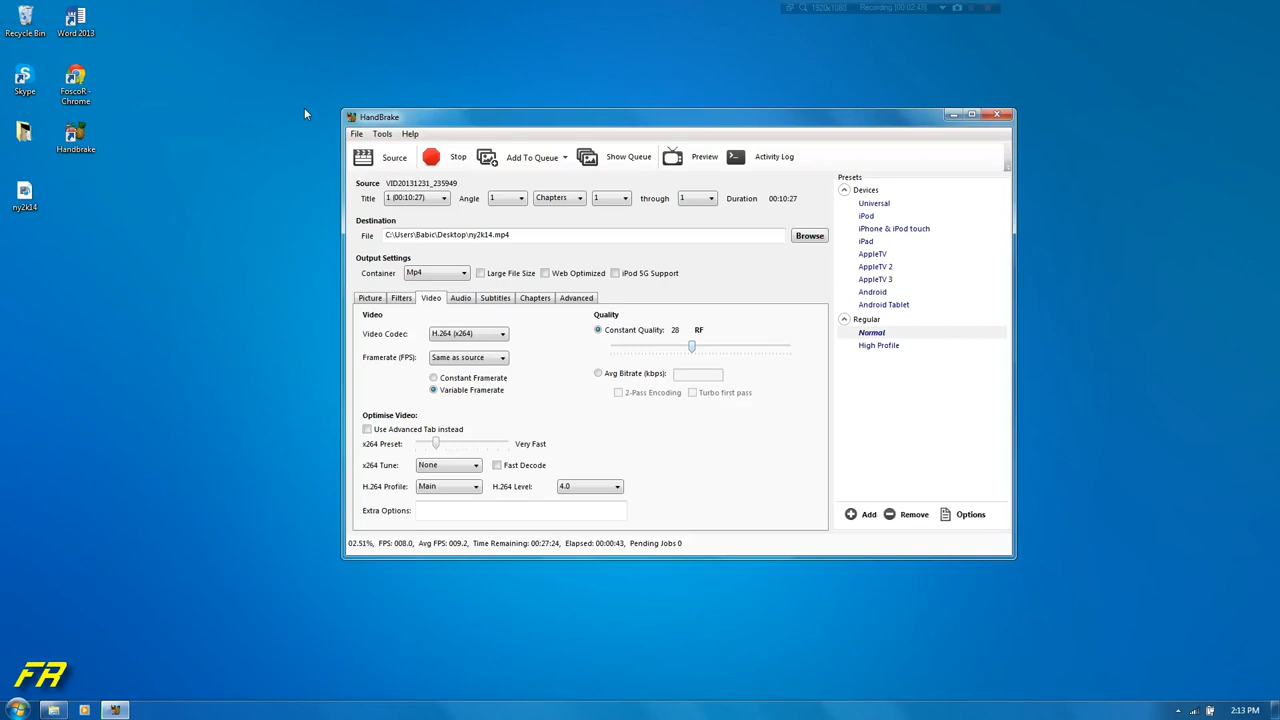 Recycle Bin
Word 2013
Skype
FoscoR -
Chrome
Handbrake
ny2k14
1920x1080
Recording [00:02:43]
HandBrake
File Tools Help
Source Stop Add To Queue Show Queue Preview Activity Log
Source VID20131231_235949
Title 1 (00:10:27) Angle 1 Chapters 1 through 1 Duration 00:10:27
Destination
File C:\Users\Babic\Desktop\ny2k14.mp4 Browse
Output Settings
Container Mp4 Large File Size Web Optimized iPod 5G Support
Picture Filters Video Audio Subtitles Chapters Advanced
Video
Video Codec: H.264 (x264)
Framerate (FPS): Same as source
Constant Framerate
Variable Framerate
Quality
Constant Quality: 28 RF
Avg Bitrate (kbps):
2-Pass Encoding Turbo first pass
Optimise Video:
Use Advanced Tab instead
x264 Preset: Very Fast
x264 Tune: None Fast Decode
H.264 Profile: Main H.264 Level: 4.0
Extra Options:
02.51%, FPS: 008.0, Avg FPS: 009.2, Time Remaining: 00:27:24, Elapsed: 00:00:43, Pending Jobs 0
Presets
Devices
Universal
iPod
iPhone & iPod touch
iPad
AppleTV
AppleTV 2
AppleTV 3
Android
Android Tablet
Regular
Normal
High Profile
Add Remove Options
FR
2:13 PM